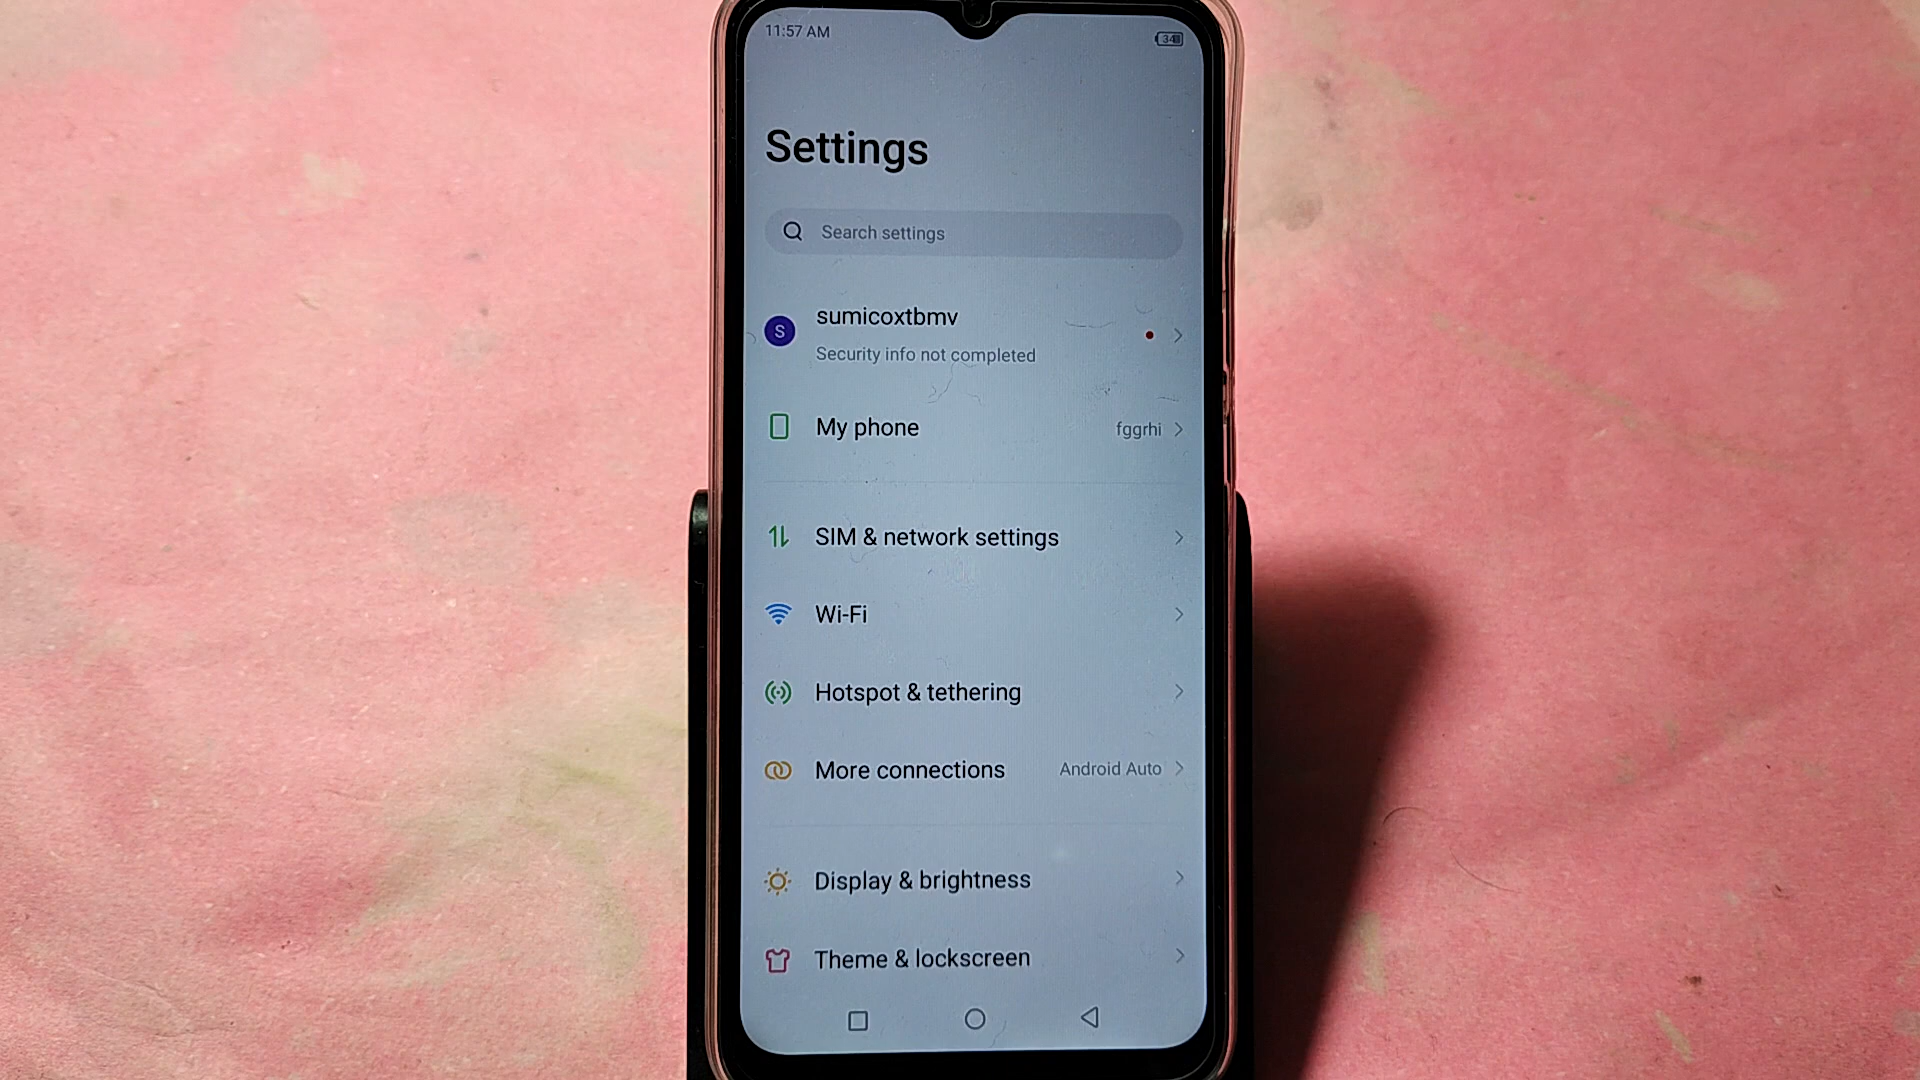 11:57 AM
34
Settings
Search settings
S
sumicoxtbmv
Security info not completed
My phone fggrhi
SIM & network settings
Wi-Fi
Hotspot & tethering
More connections Android Auto
Display & brightness
Theme & lockscreen